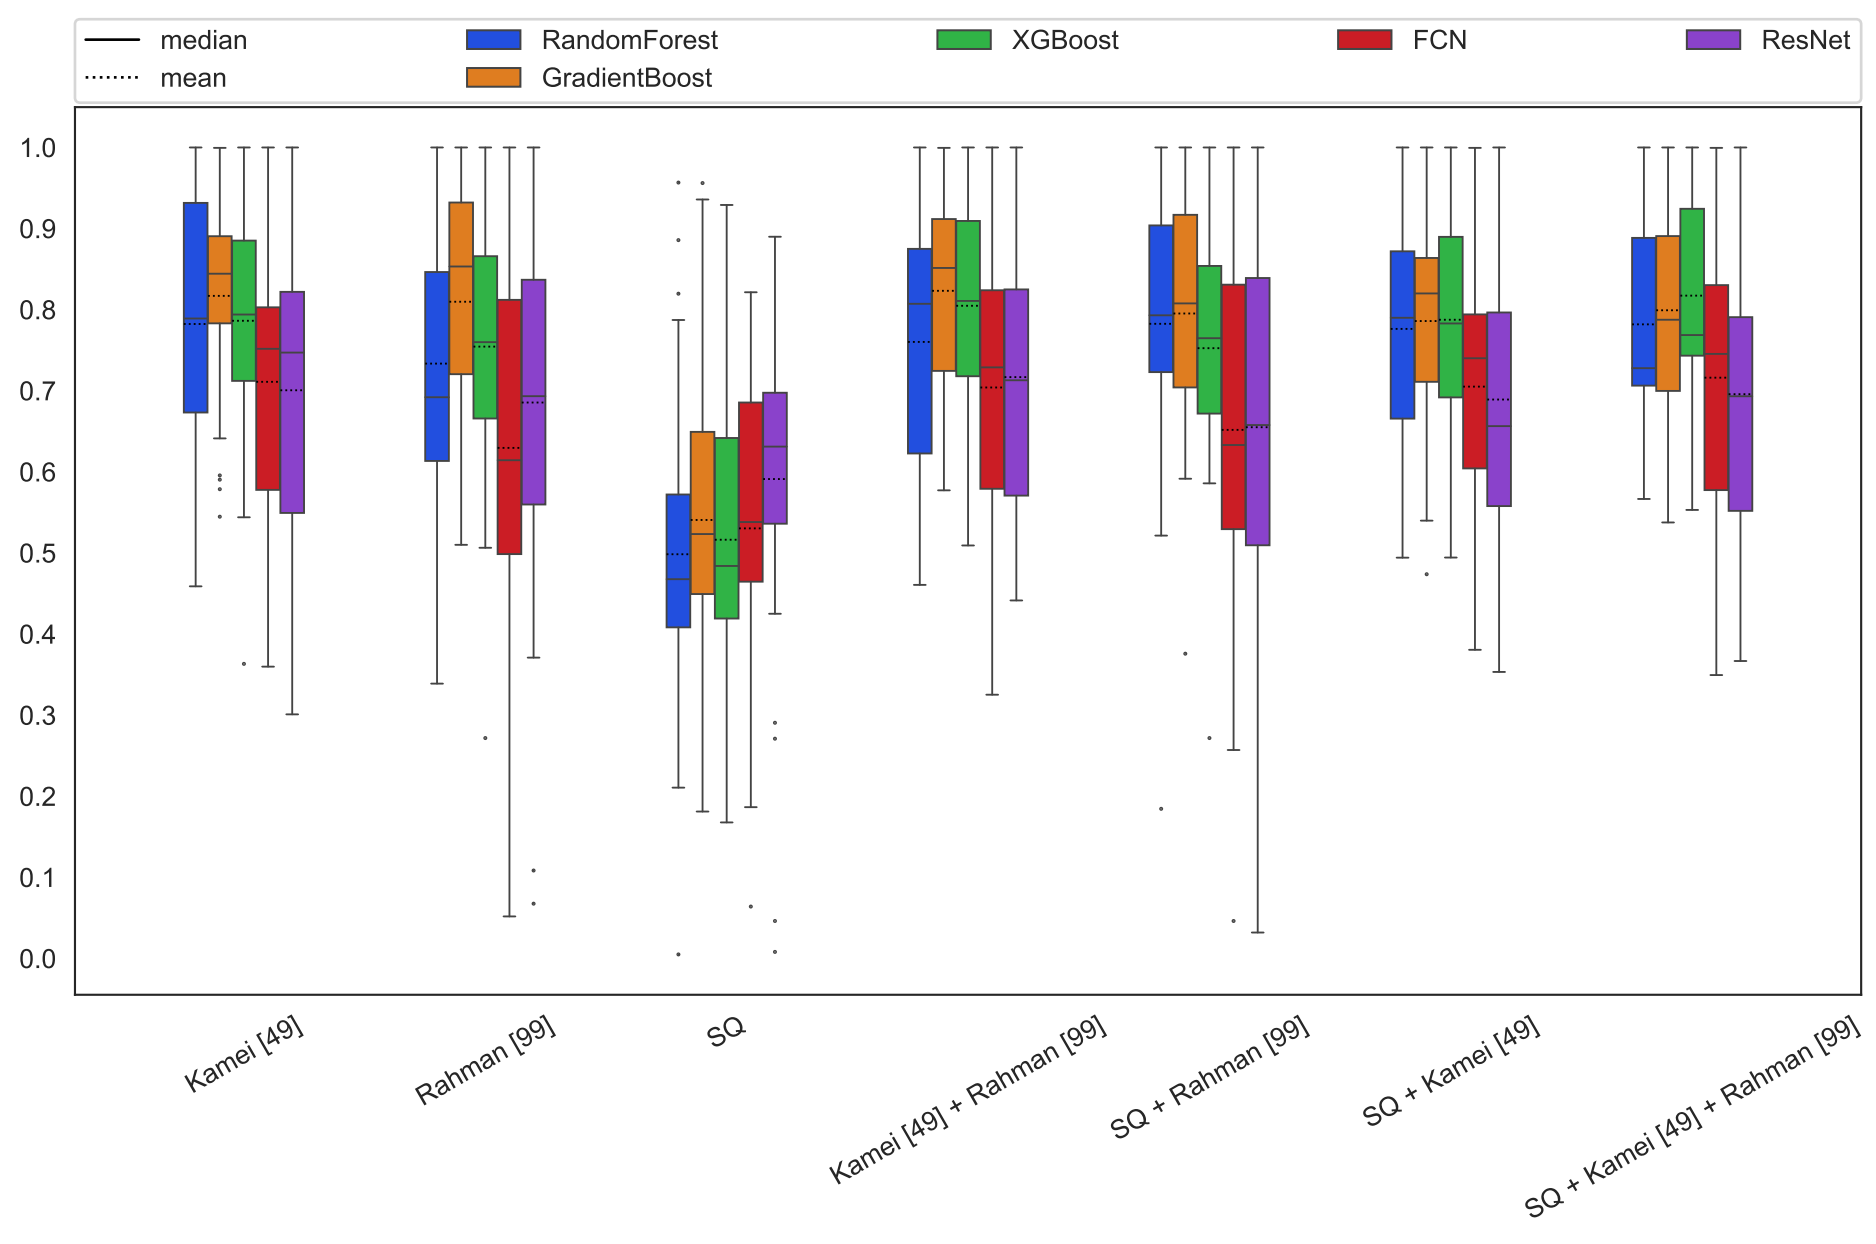 median RandomForest XGBoost FCN ResNet
mean GradientBoost
1.0
0.9
0.8
0.7
0.6
0.5
0.4
0.3
0.2
0.1
0.0
Kamei [49]
Rahman [99]
SQ
Kamei [49] + Rahman [99]
SQ + Rahman [99]
SQ + Kamei [49]
SQ + Kamei [49] + Rahman [99]